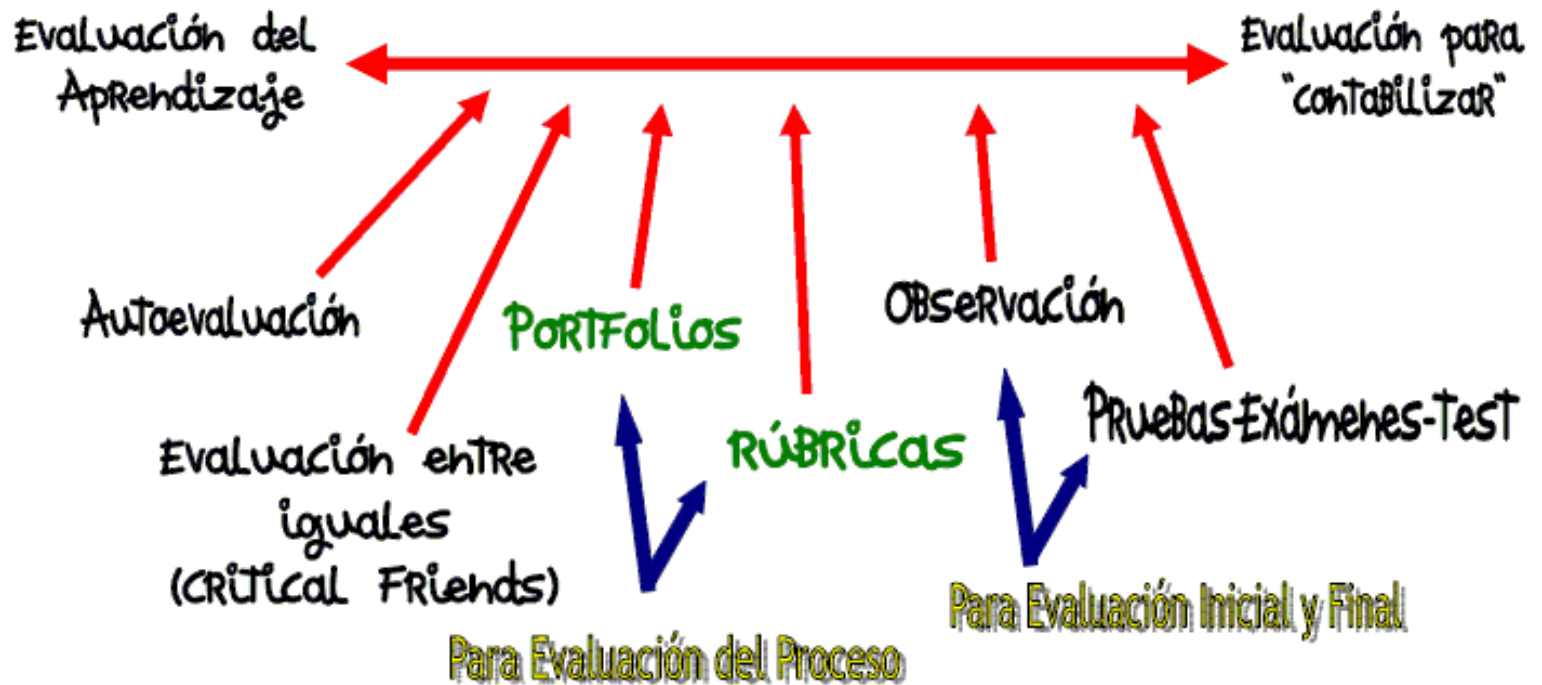 Evaluación del
Aprendizaje
Evaluación para
"contabilizar"
Autoevaluación
Portfolios
Observación
Rúbricas
Pruebas-Exámenes-Test
Evaluación entre
iguales
(Critical Friends)
Para Evaluación del Proceso
Para Evaluación Inicial y Final